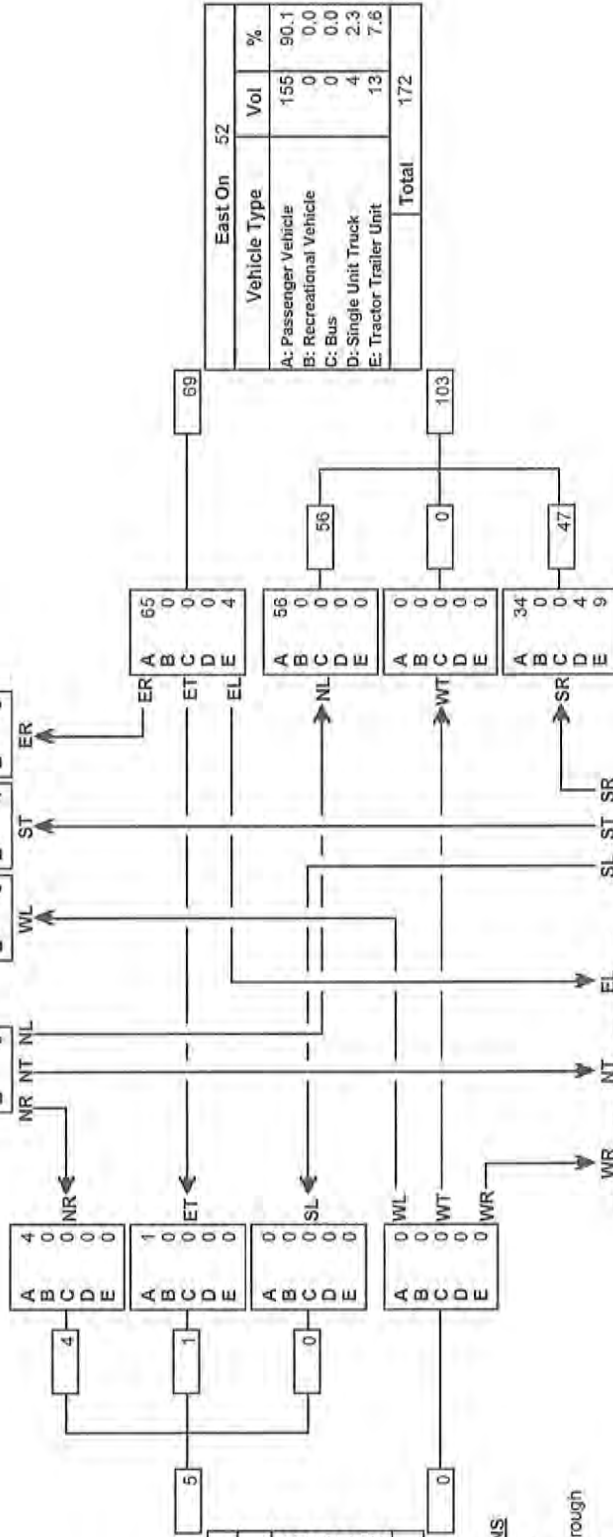 East On 52
Vehicle Type Vol %
A: Passenger Vehicle 155 90.1
B: Recreational Vehicle 0 0.0
C: Bus 0 0.0
D: Single Unit Truck 4 2.3
E: Tractor Trailer Unit 13 7.6
Total 172
69
103
56
0
47
A 65
B 0
C 0
D 0
E 4
A 56
B 0
C 0
D 0
E 0
A 0
B 0
C 0
D 0
E 0
A 34
B 0
C 0
D 4
E 9
ER
ET
EL
NL
WT
SR
ER
ST
WL
NL
NT
NR
SR
ST
SL
EL
NT
WR
NR
ET
SL
WL
WT
WR
A 4
B 0
C 0
D 0
E 0
A 1
B 0
C 0
D 0
E 0
A 0
B 0
C 0
D 0
E 0
A 0
B 0
C 0
D 0
E 0
4
1
0
5
0
NS
rough